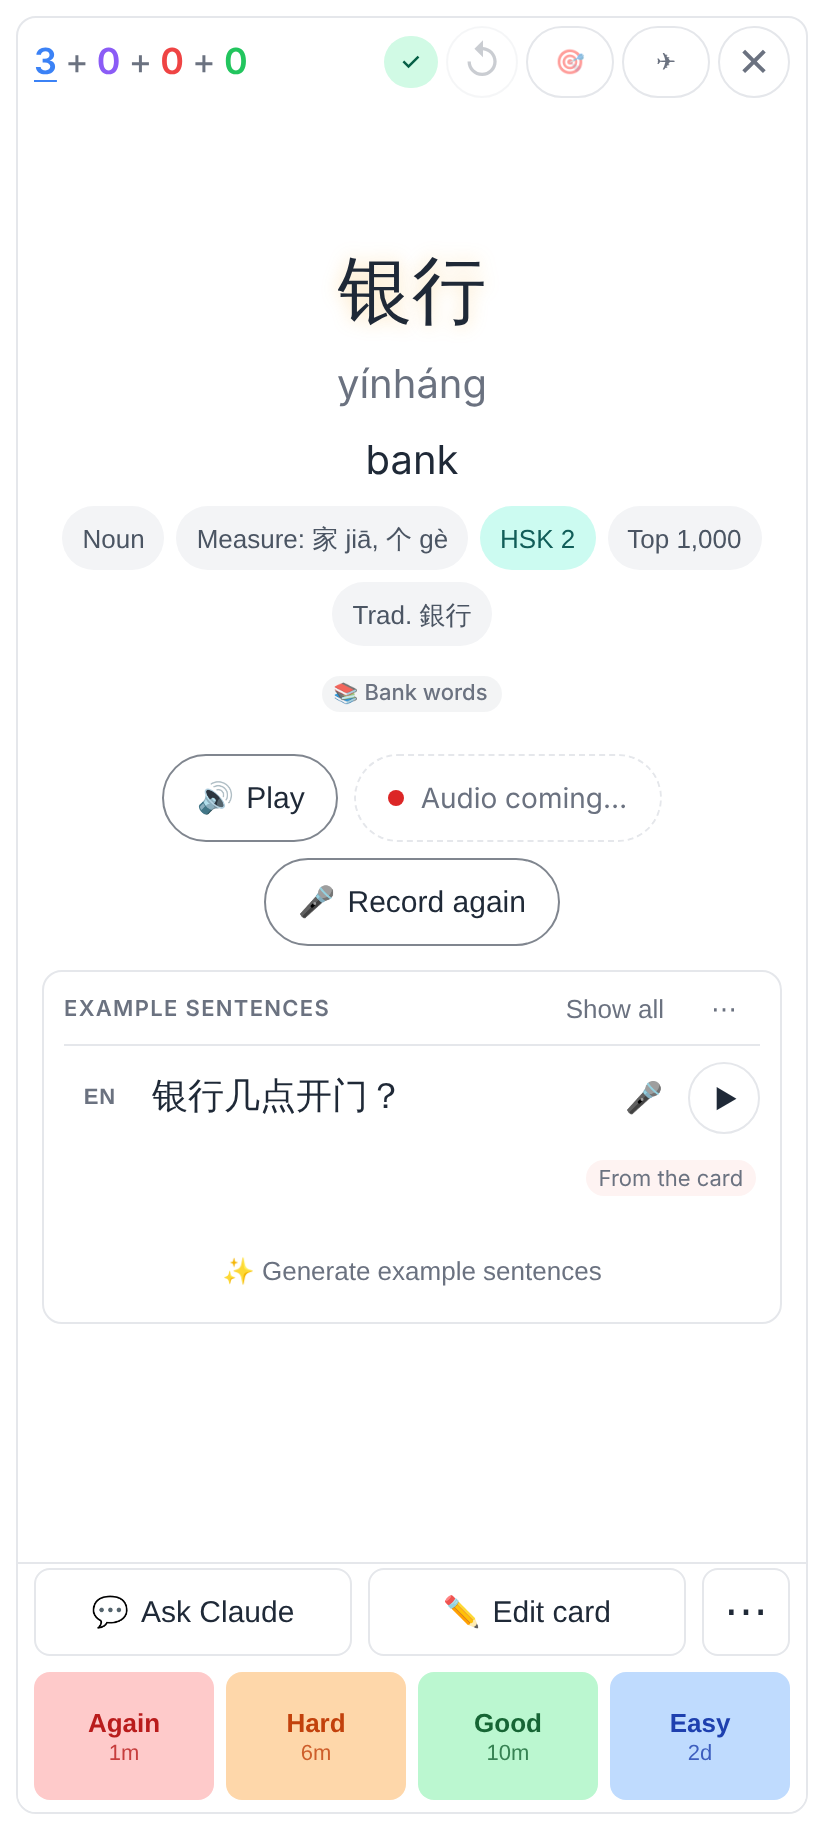 3 + 0 + 0 + 0
银行
yínháng
bank
Noun
Measure: 家 jiā, 个 gè
HSK 2
Top 1,000
Trad. 銀行
Bank words
Play
Audio coming...
Record again
EXAMPLE SENTENCES
Show all
EN
银行几点开门？
From the card
Generate example sentences
Ask Claude
Edit card
Again
1m
Hard
6m
Good
10m
Easy
2d